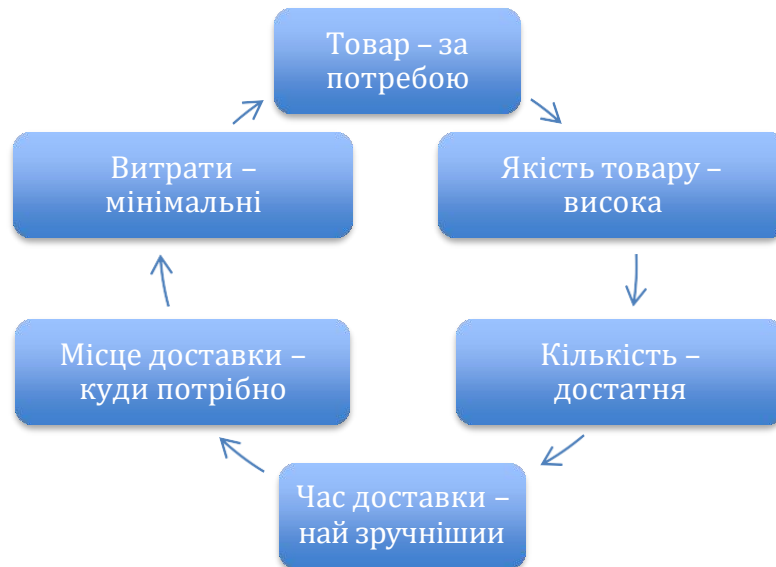 Товар – за
потребою
Якість товару –
висока
Кількість –
достатня
Час доставки –
най зручнішии
Місце доставки –
куди потрібно
Витрати –
мінімальні